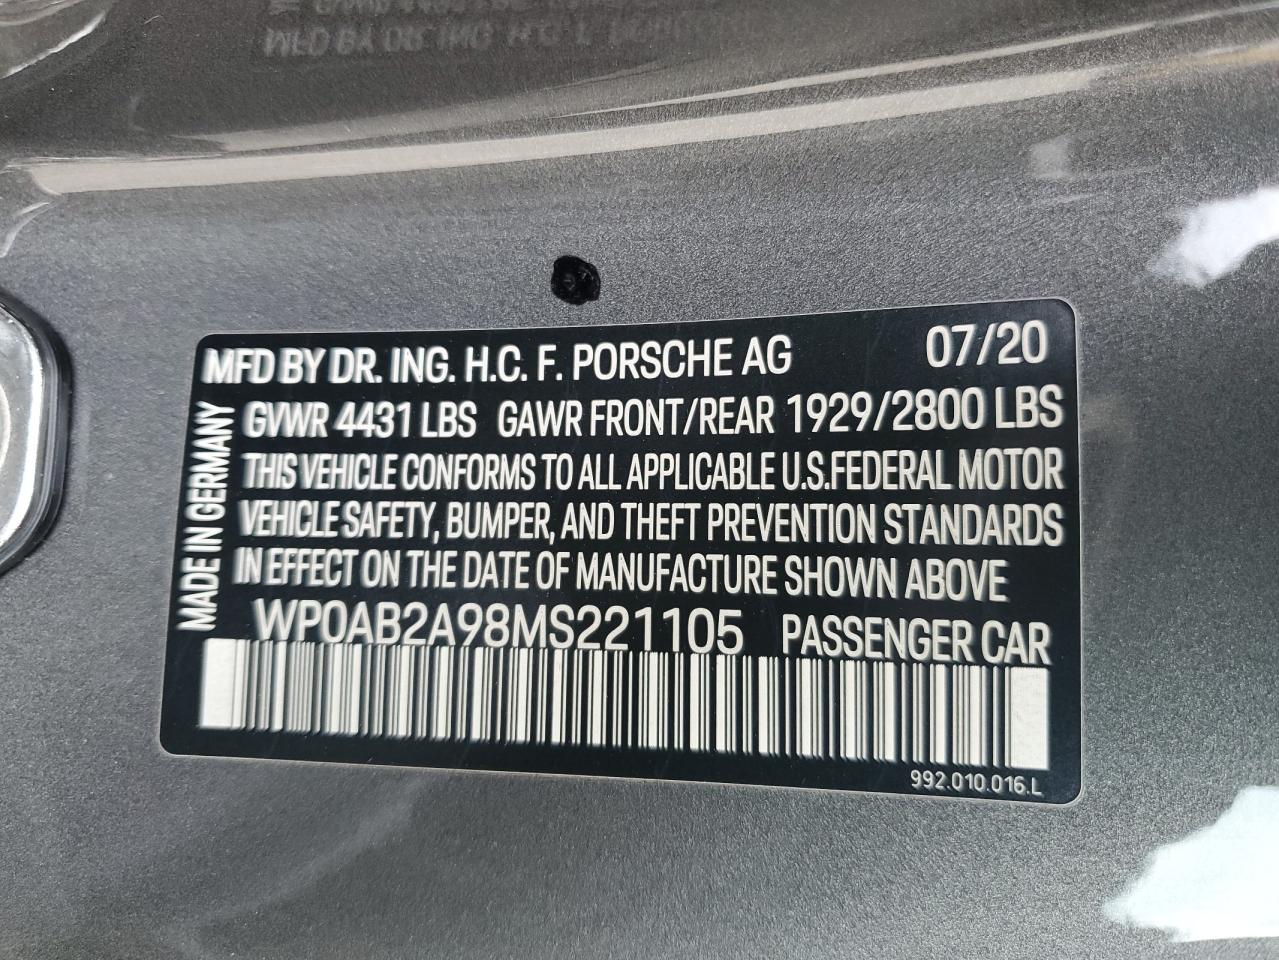 MFD BY DR. ING. H.C. F. PORSCHE AG 07/20
GVWR 4431 LBS GAWR FRONT/REAR 1929/2800 LBS
THIS VEHICLE CONFORMS TO ALL APPLICABLE U.S.FEDERAL MOTOR
VEHICLE SAFETY, BUMPER, AND THEFT PREVENTION STANDARDS
IN EFFECT ON THE DATE OF MANUFACTURE SHOWN ABOVE
WP0AB2A98MS221105 PASSENGER CAR
992.010.016.L
MADE IN GERMANY